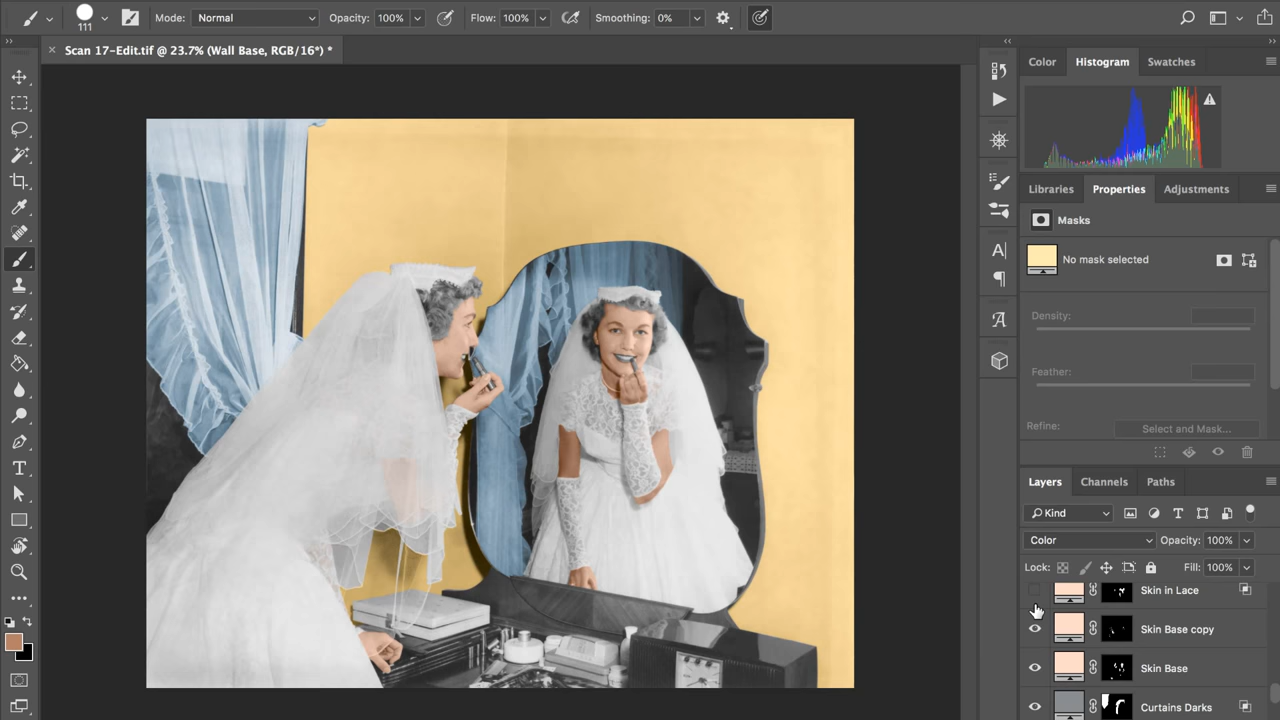 111 Mode: Normal Opacity: 100% Flow: 100% Smoothing: 0%
Scan 17-Edit.tif @ 23.7% (Wall Base, RGB/16*) *
Color Histogram Swatches
Libraries Properties Adjustments
Masks
No mask selected
Density:
Feather:
Refine: Select and Mask...
Layers Channels Paths
Kind
Color Opacity: 100%
Lock: Fill: 100%
Skin in Lace
Skin Base copy
Skin Base
Curtains Darks